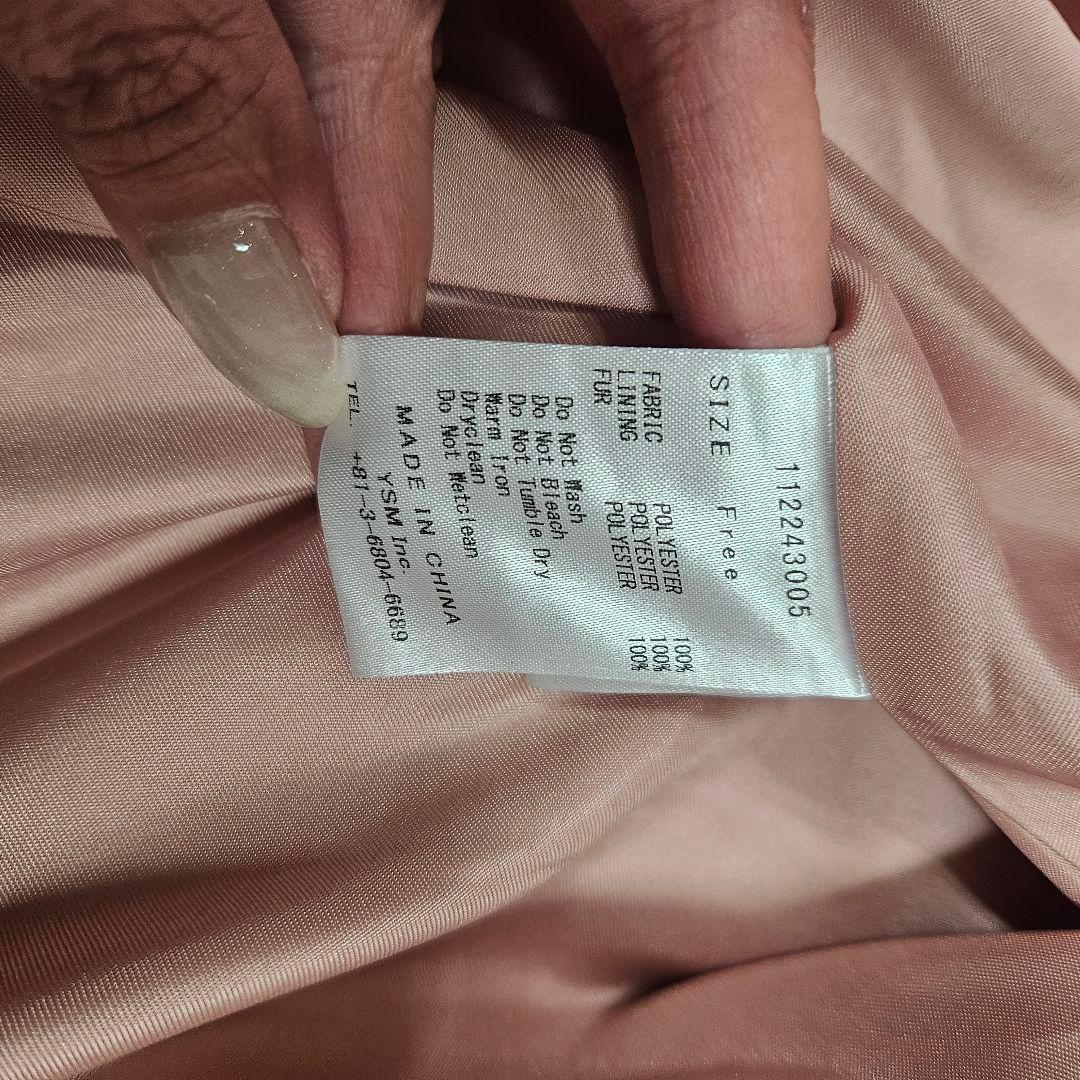 112243005
SIZE Free
FABRIC POLYESTER 100%
LINING POLYESTER 100%
FUR POLYESTER 100%
Do Not Wash
Do Not Bleach
Do Not Tumble Dry
Warm Iron
Dryclean
Do Not Wetclean
MADE IN CHINA
YSM Inc.
TEL. +81-3-6804-6689